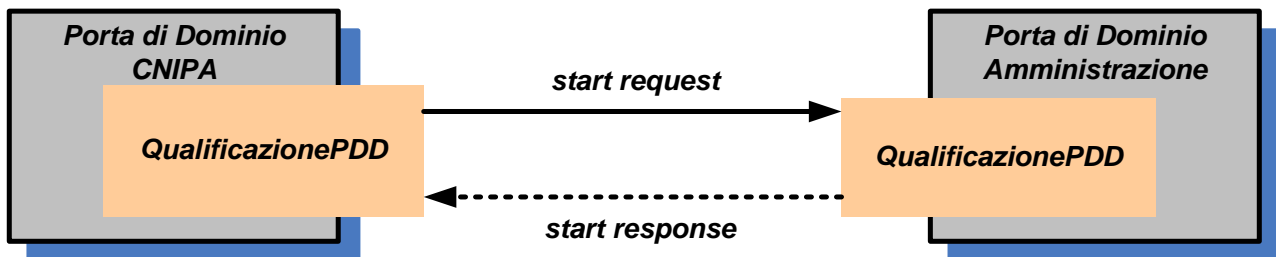 Porta di Dominio
CNIPA
QualificazionePDD
start request
start response
Porta di Dominio
Amministrazione
QualificazionePDD